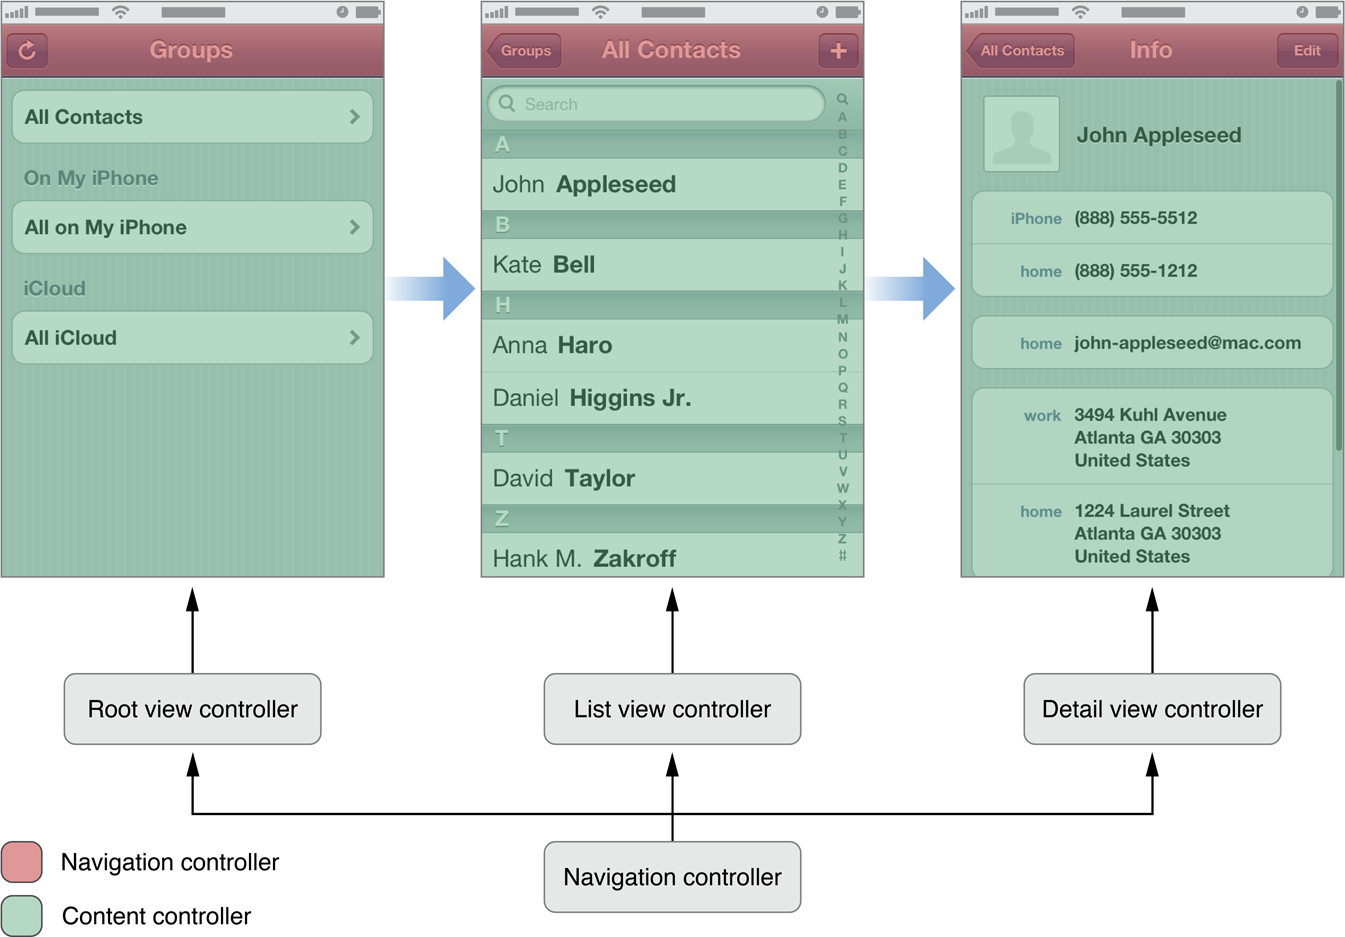 Groups
All Contacts
On My iPhone
All on My iPhone
iCloud
All iCloud
Groups
All Contacts
+
Search
A
John Appleseed
B
Kate Bell
H
Anna Haro
Daniel Higgins Jr.
T
David Taylor
Z
Hank M. Zakroff
A
B
C
D
E
F
G
H
I
J
K
L
M
N
O
P
Q
R
S
T
U
V
W
X
Y
Z
#
All Contacts
Info
Edit
John Appleseed
iPhone (888) 555-5512
home (888) 555-1212
home john-appleseed@mac.com
work 3494 Kuhl Avenue
Atlanta GA 30303
United States
home 1224 Laurel Street
Atlanta GA 30303
United States
Root view controller
List view controller
Detail view controller
Navigation controller
Navigation controller
Content controller